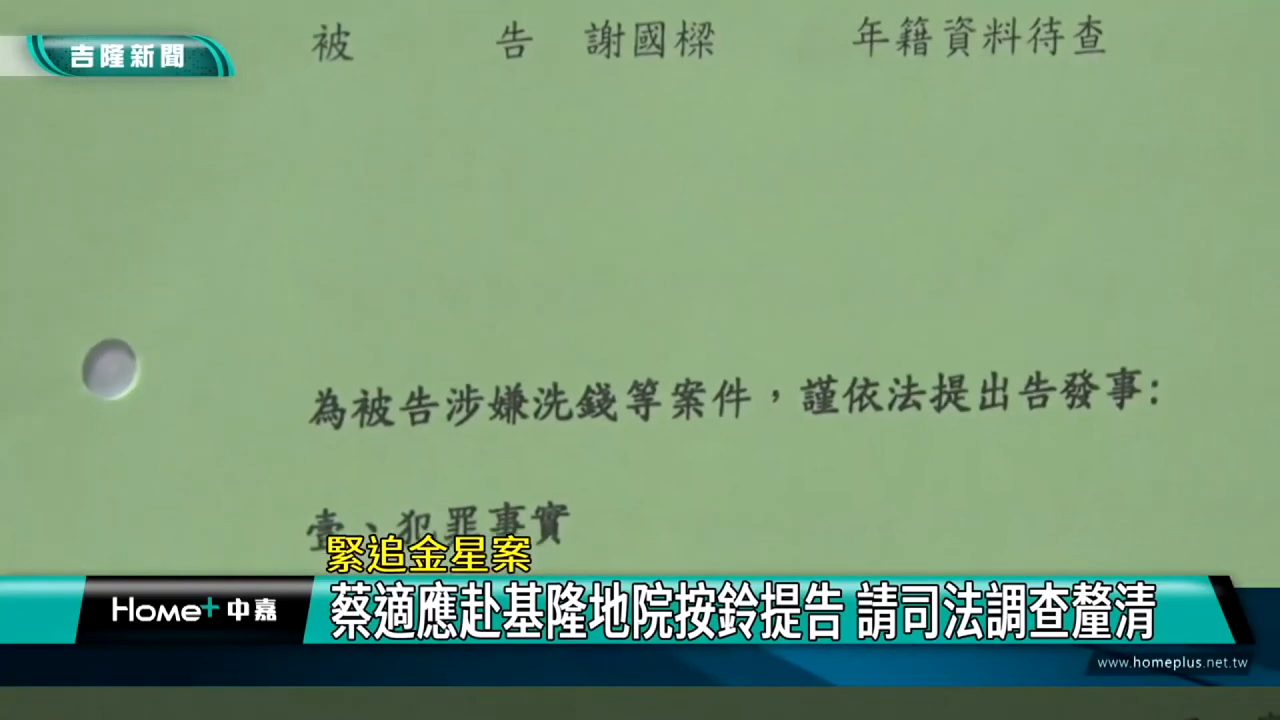 吉隆新聞
被 告 謝國樑 年籍資料待查
為被告涉嫌洗錢等案件，謹依法提出告發事：
壹、犯罪事實
緊追金星案
Home+中嘉
蔡適應赴基隆地院按鈴提告 請司法調查釐清
www.homeplus.net.tw